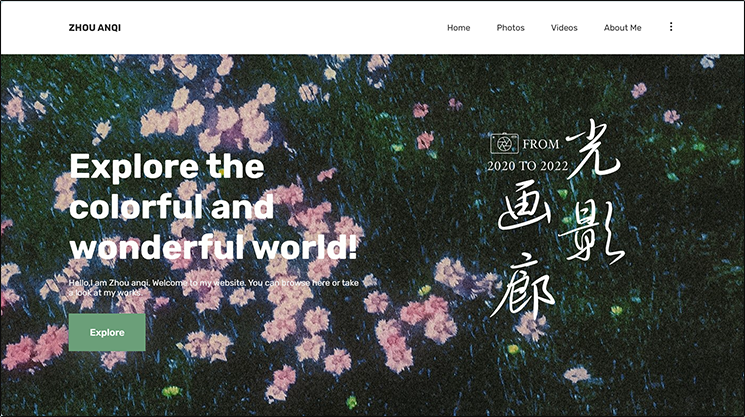 ZHOU ANQI
Home
Photos
Videos
About Me
Explore the
colorful and
wonderful world!
Hello,I am Zhou anqi. Welcome to my website. You can browse here or take
a look at my works.
Explore
FROM
2020 TO 2022
光影
画廊